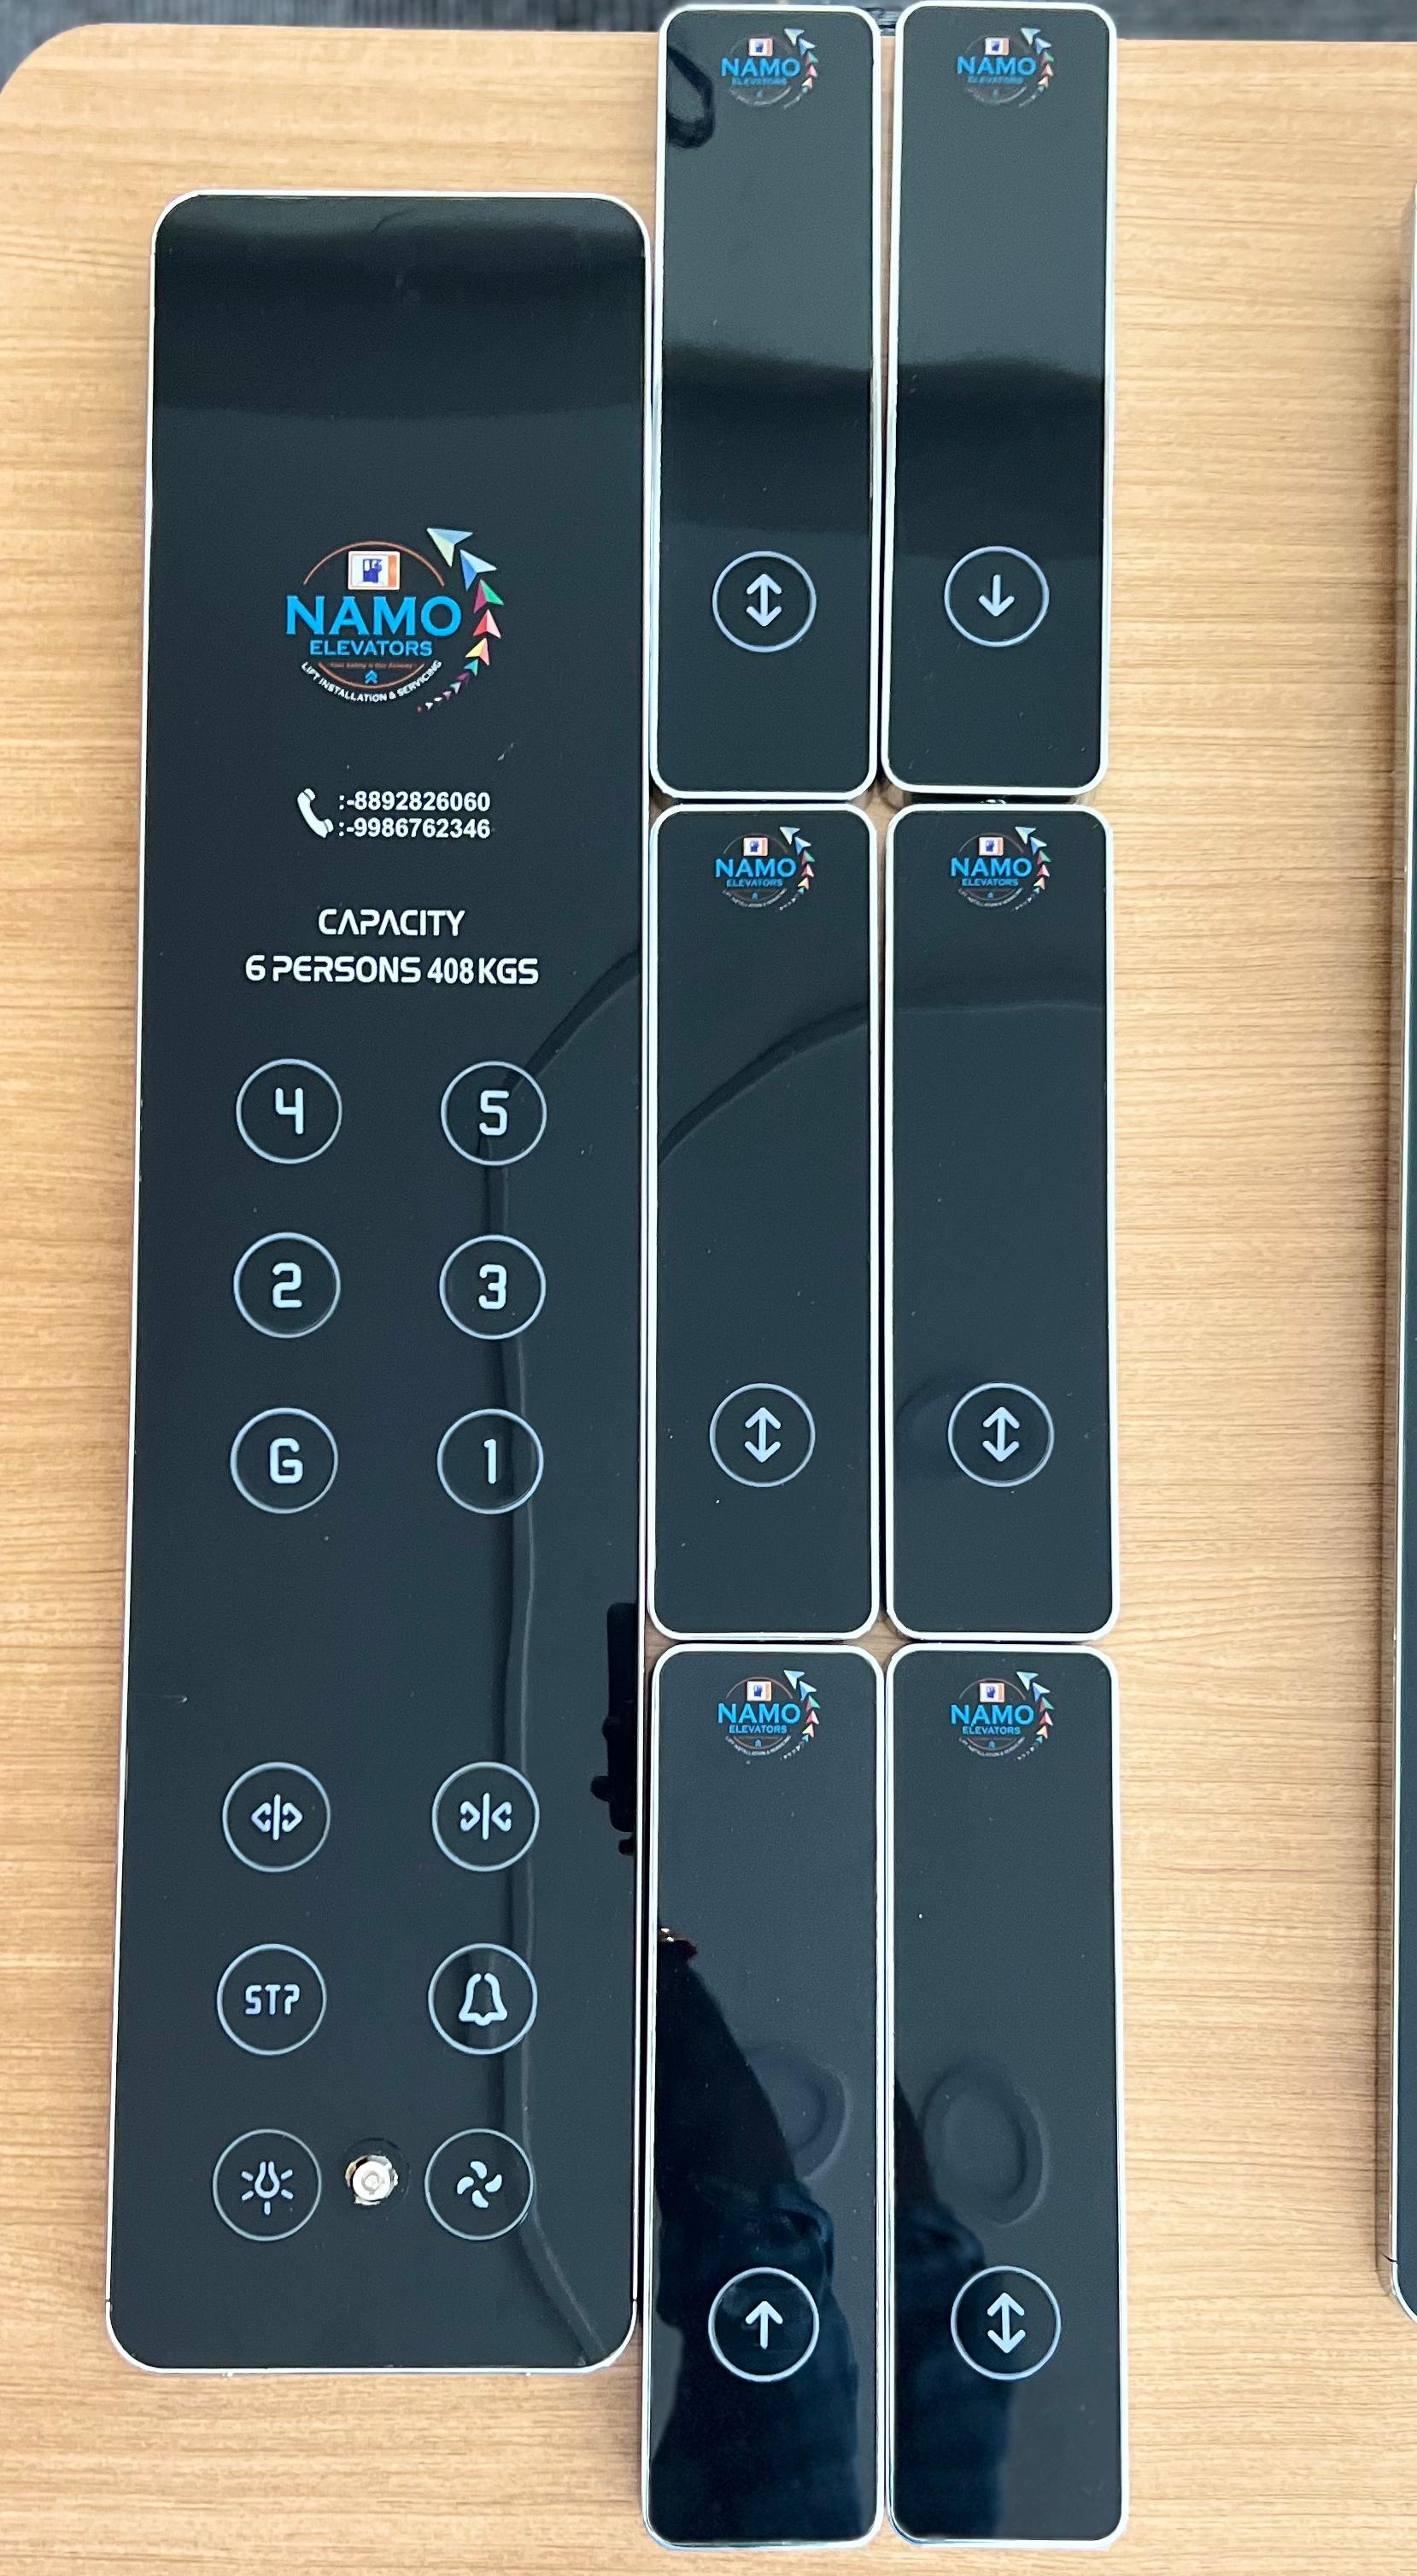 NAMO
ELEVATORS
LIFT INSTALLATION & SERVICING
:-8892826060
:-9986762346
CAPACITY
6 PERSONS 408 KGS
4 5
2 3
G 1
STP
NAMO
ELEVATORS
NAMO
ELEVATORS
NAMO
ELEVATORS
NAMO
ELEVATORS
NAMO
ELEVATORS
NAMO
ELEVATORS